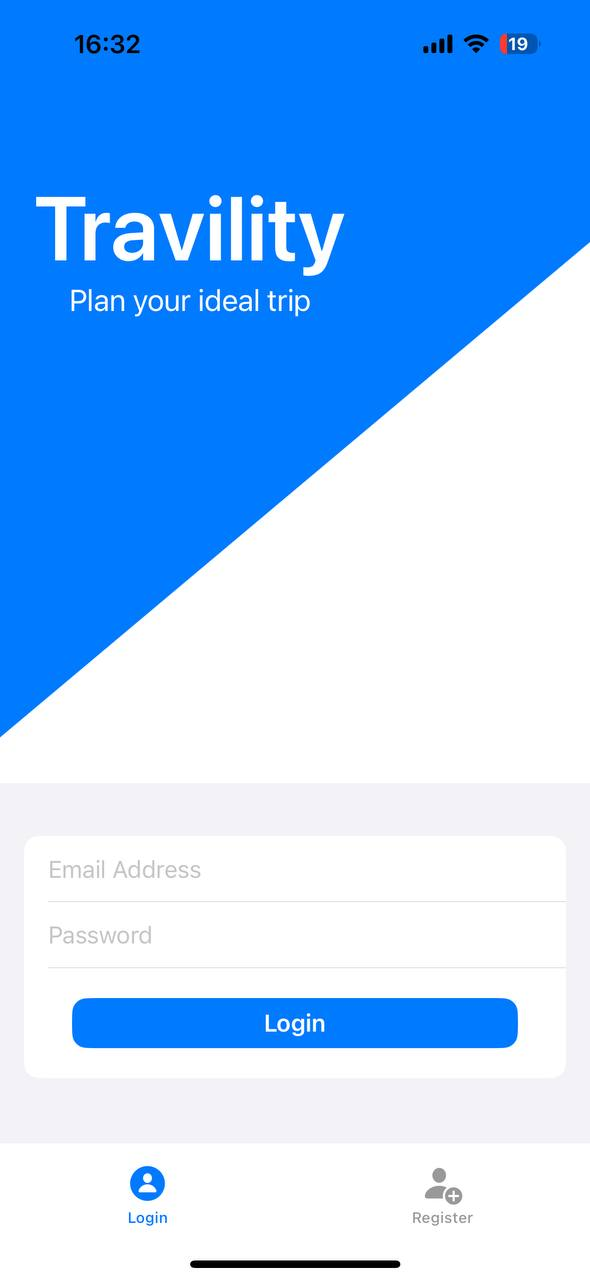 16:32
19
Travility
Plan your ideal trip
Email Address
Password
Login
Login
Register